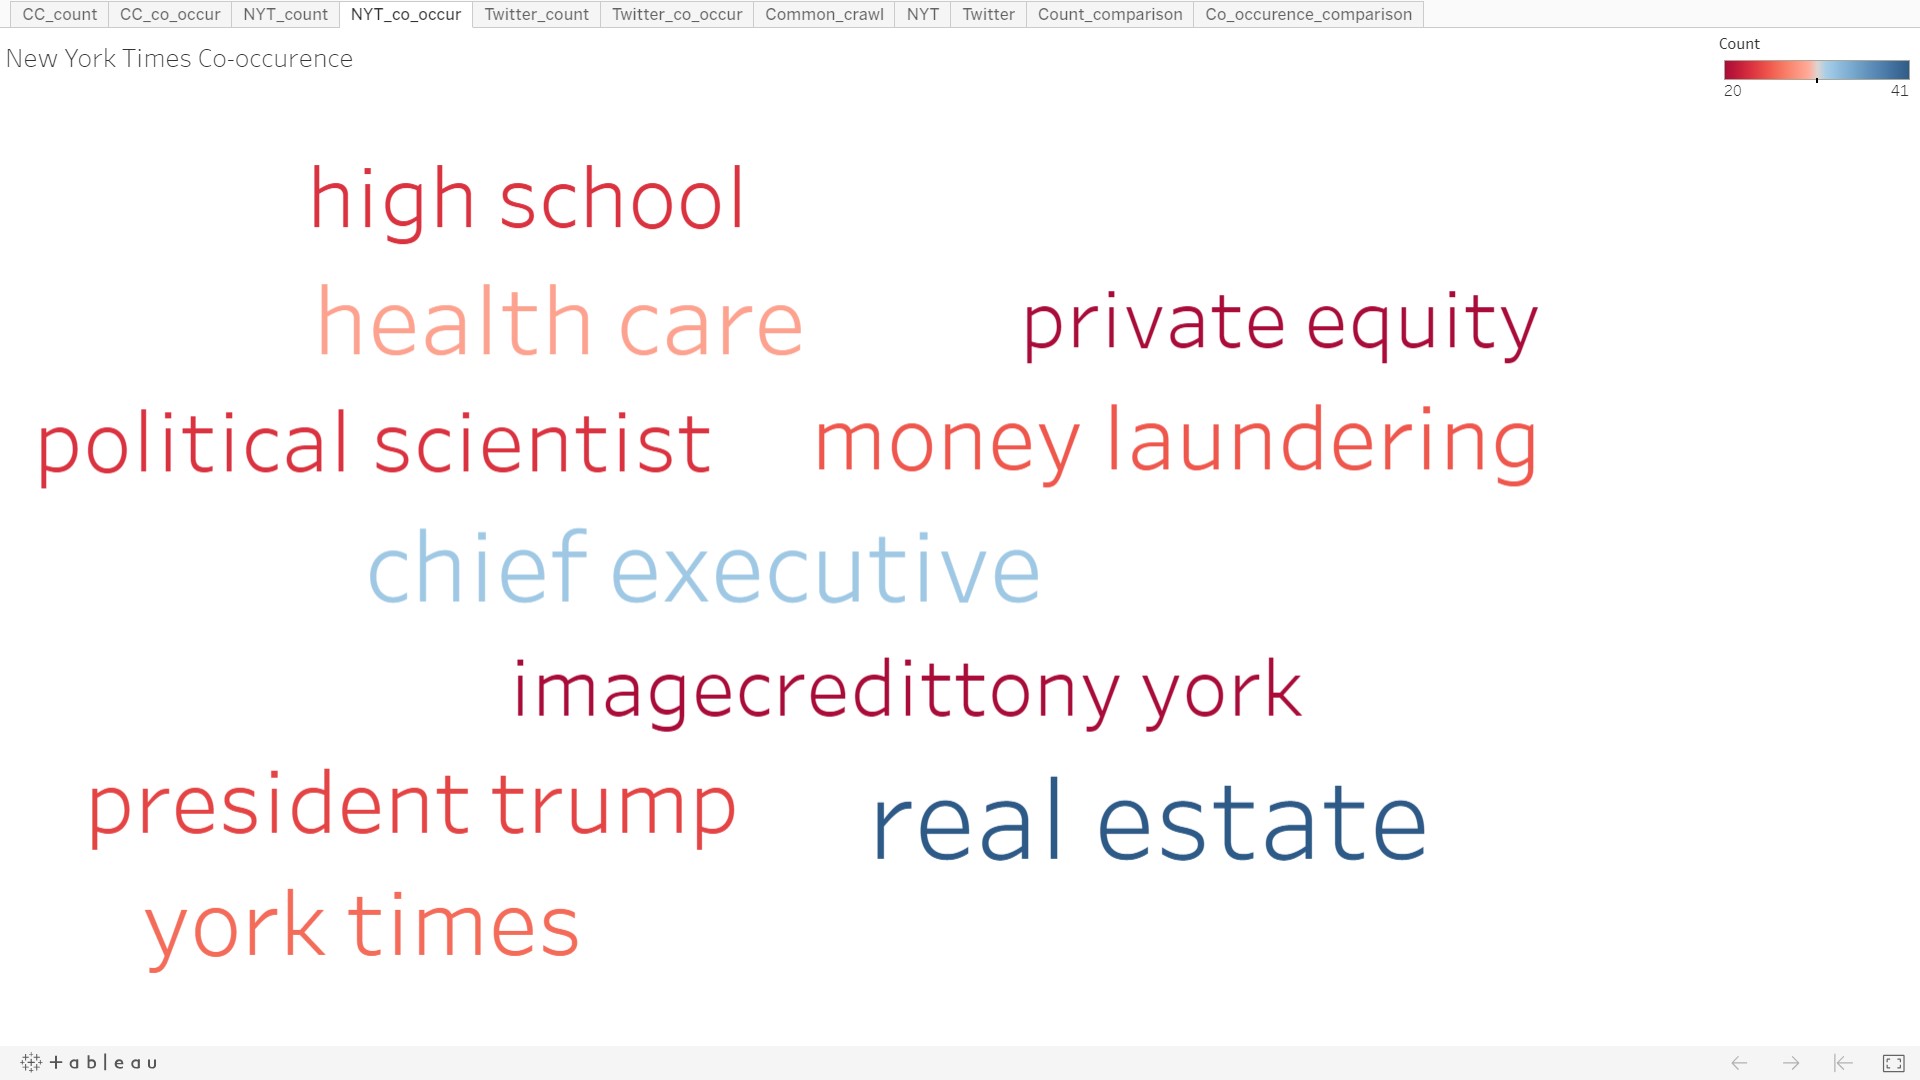 CC_count CC_co_occur NYT_count NYT_co_occur Twitter_count Twitter_co_occur Common_crawl NYT Twitter Count_comparison Co_occurence_comparison
New York Times Co-occurence
Count
20 41
high school
health care
private equity
political scientist
money laundering
chief executive
imagecredittony york
president trump
real estate
york times
+ a b | e a u